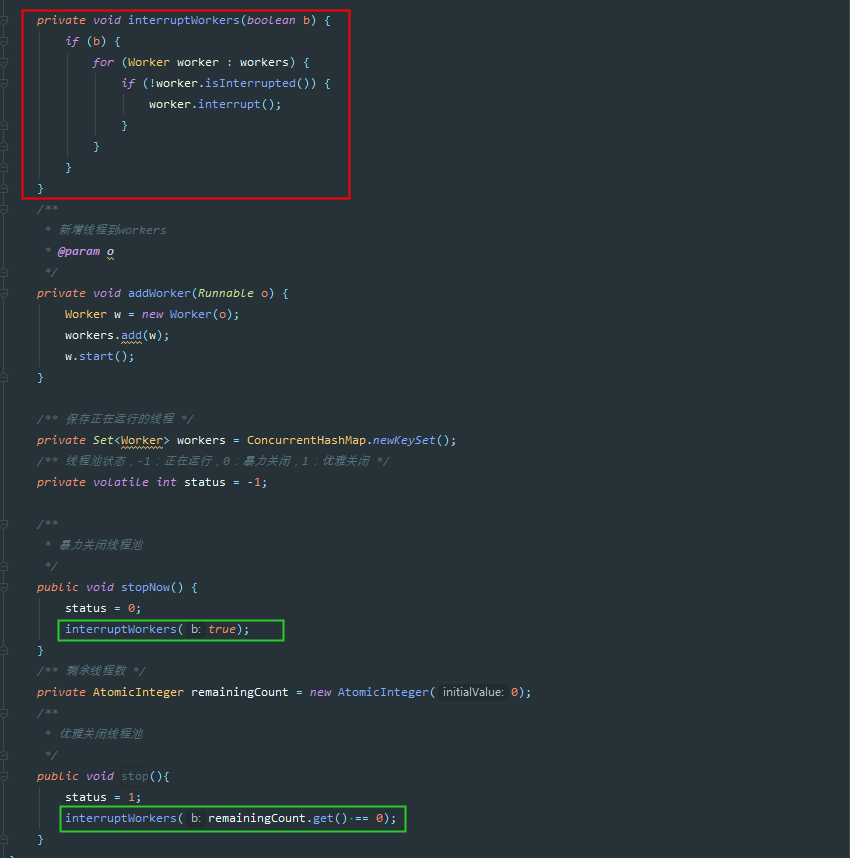 private void interruptWorkers(boolean b) {
if (b) {
for (Worker worker : workers) {
if (!worker.isInterrupted()) {
worker.interrupt();
}
}
}
}
/**
* 新增线程到workers
* @param o
*/
private void addWorker(Runnable o) {
Worker w = new Worker(o);
workers.add(w);
w.start();
}
/** 保存正在运行的线程 */
private Set<Worker> workers = ConcurrentHashMap.newKeySet();
/** 线程池状态，-1：正在运行，0：暴力关闭，1：优雅关闭 */
private volatile int status = -1;
/**
* 暴力关闭线程池
*/
public void stopNow() {
status = 0;
interruptWorkers( b: true);
}
/** 剩余线程数 */
private AtomicInteger remainingCount = new AtomicInteger( initialValue: 0);
/**
* 优雅关闭线程池
*/
public void stop(){
status = 1;
interruptWorkers( b: remainingCount.get() == 0);
}